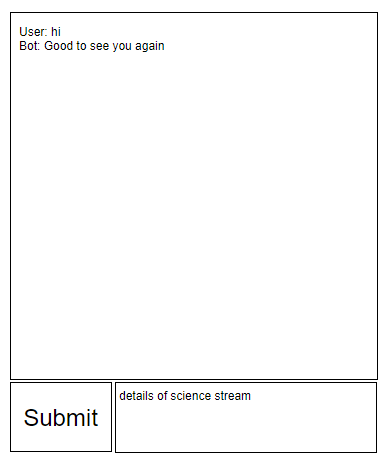 User: hi
Bot: Good to see you again
Submit
details of science stream